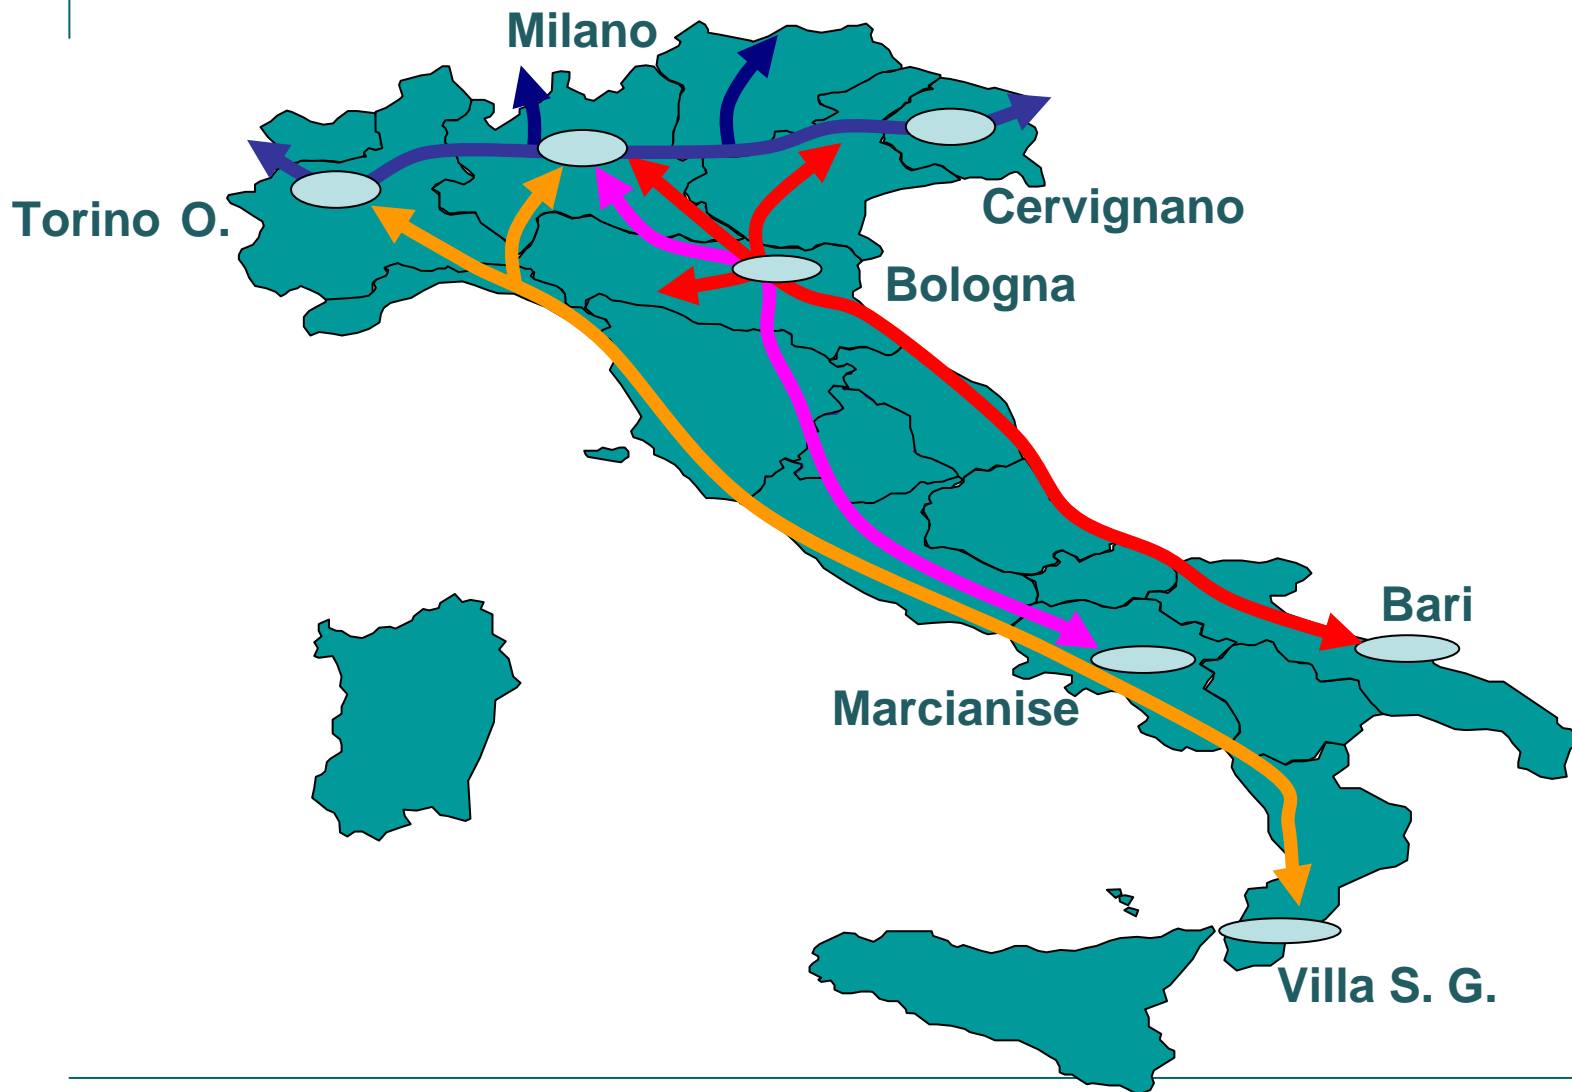 Milano
Torino O.
Cervignano
Bologna
Bari
Marcianise
Villa S. G.